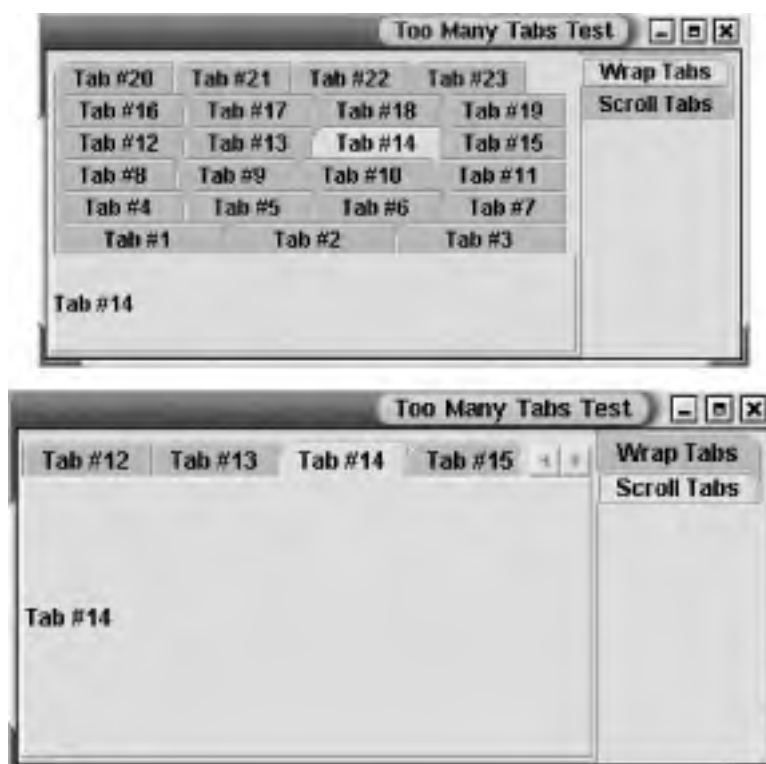 Too Many Tabs Test
Tab #20 Tab #21 Tab #22 Tab #23
Wrap Tabs
Tab #16 Tab #17 Tab #18 Tab #19
Scroll Tabs
Tab #12 Tab #13 Tab #14 Tab #15
Tab #8 Tab #9 Tab #10 Tab #11
Tab #4 Tab #5 Tab #6 Tab #7
Tab #1 Tab #2 Tab #3
Tab #14
Too Many Tabs Test
Tab #12 Tab #13 Tab #14 Tab #15
Wrap Tabs
Scroll Tabs
Tab #14